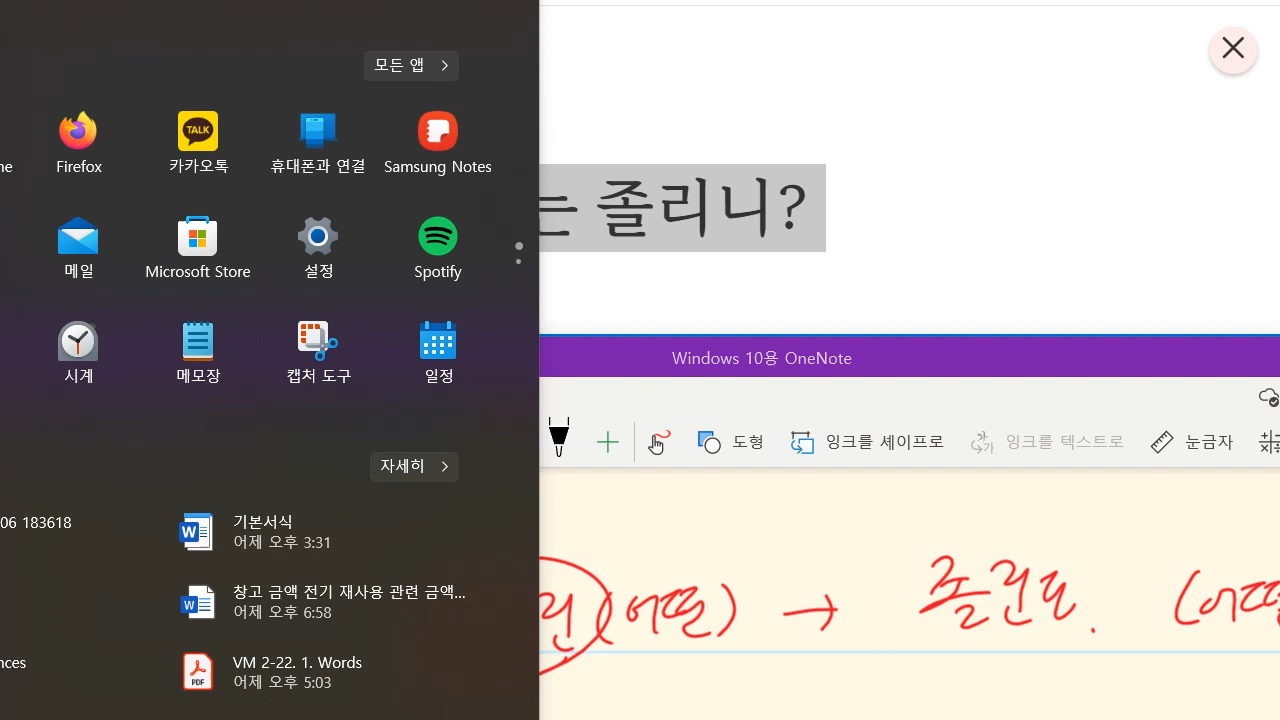 모든 앱
Firefox
카카오톡
휴대폰과 연결
Samsung Notes
메일
Microsoft Store
설정
Spotify
시계
메모장
캡처 도구
일정
자세히
06 183618
기본서식
어제 오후 3:31
창고 금액 전기 재사용 관련 금액...
어제 오후 6:58
VM 2-22. 1. Words
어제 오후 5:03
는 졸리니?
Windows 10용 OneNote
도형
잉크를 셰이프로
잉크를 텍스트로
눈금자